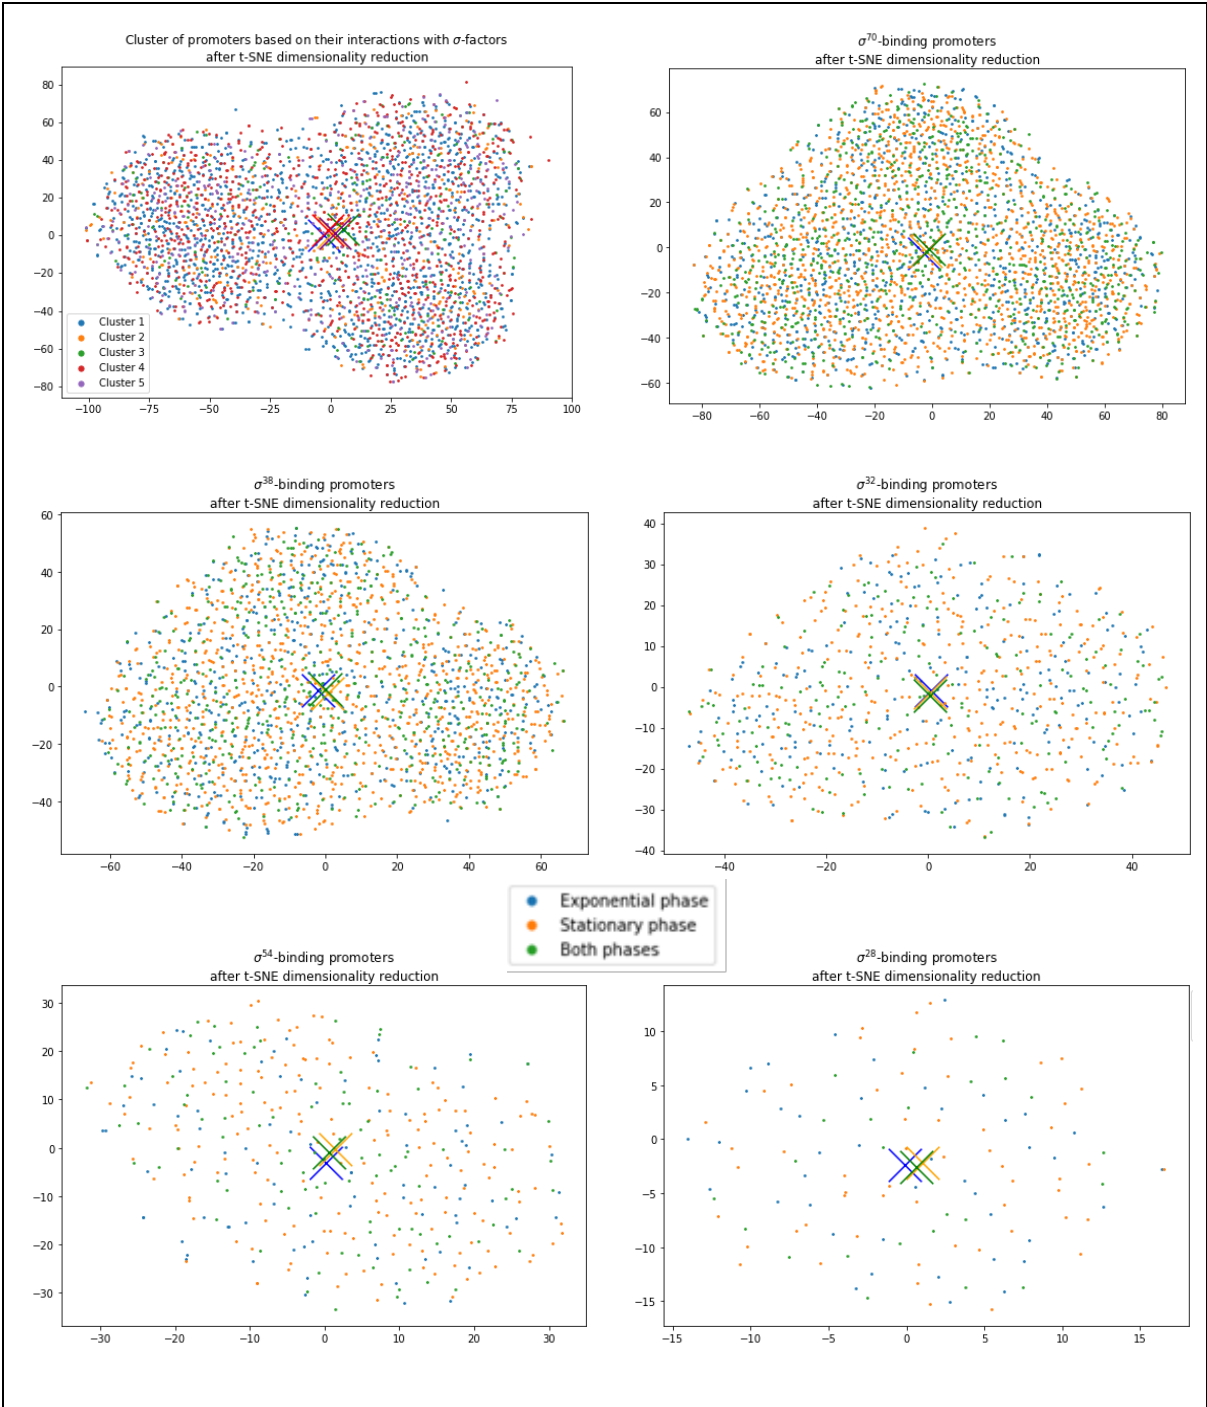 Cluster of promoters based on their interactions with σ-factors
after t-SNE dimensionality reduction
80
60
40
20
0
−20
−40
−60
−80
Cluster 1
Cluster 2
Cluster 3
Cluster 4
Cluster 5
−100 −75 −50 −25 0 25 50 75 100
σ⁷⁰-binding promoters
after t-SNE dimensionality reduction
60
40
20
0
−20
−40
−60
−80 −60 −40 −20 0 20 40 60 80
σ³⁸-binding promoters
after t-SNE dimensionality reduction
60
40
20
0
−20
−40
−60 −40 −20 0 20 40 60
σ³²-binding promoters
after t-SNE dimensionality reduction
40
30
20
10
0
−10
−20
−30
−40
−40 −20 0 20 40
Exponential phase
Stationary phase
Both phases
σ⁵⁴-binding promoters
after t-SNE dimensionality reduction
30
20
10
0
−10
−20
−30
−30 −20 −10 0 10 20 30
σ²⁸-binding promoters
after t-SNE dimensionality reduction
10
5
0
−5
−10
−15
−15 −10 −5 0 5 10 15